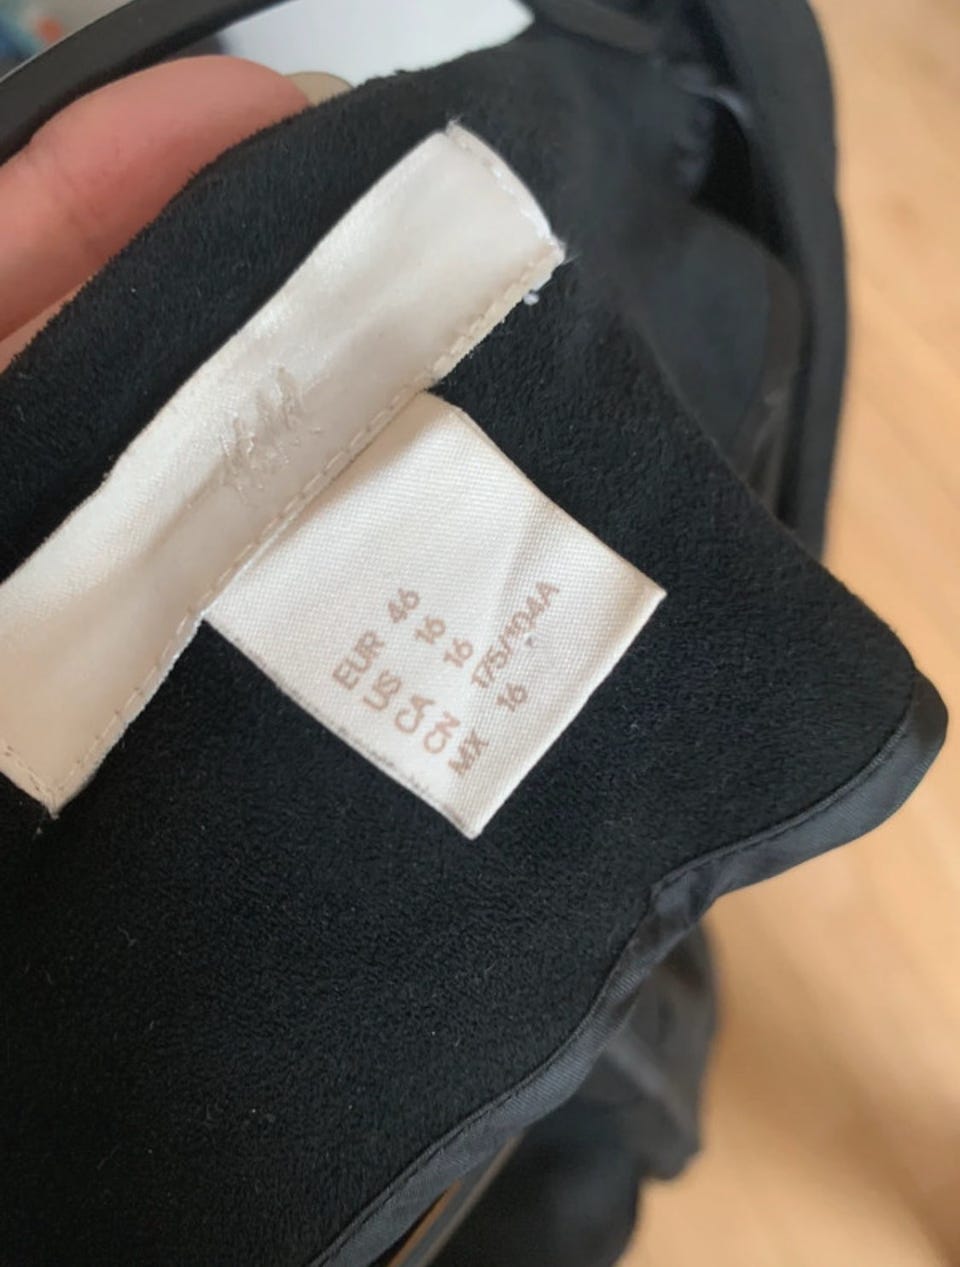 H&M
EUR 46
US 16
CA 16
CN 175/104A
MX 16